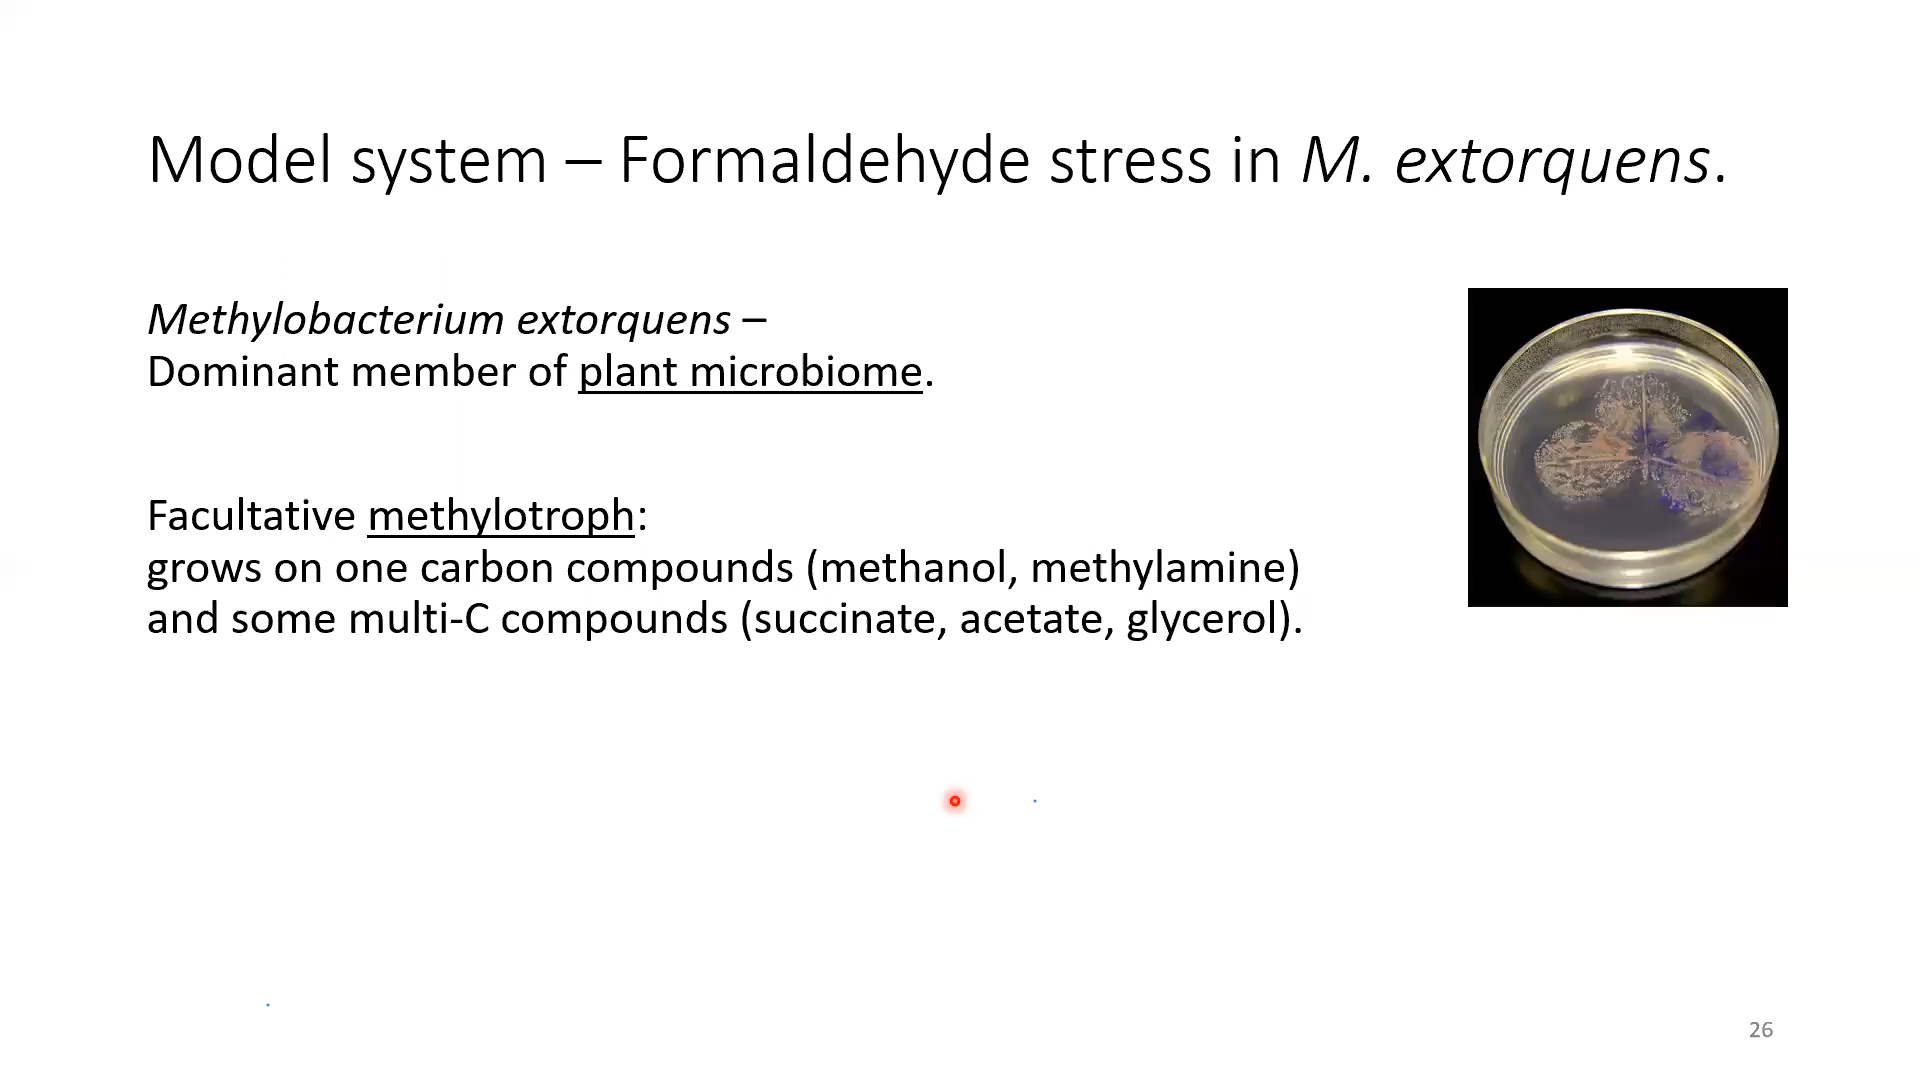 Model system – Formaldehyde stress in M. extorquens.
Methylobacterium extorquens –
Dominant member of plant microbiome.
Facultative methylotroph:
grows on one carbon compounds (methanol, methylamine)
and some multi-C compounds (succinate, acetate, glycerol).
26